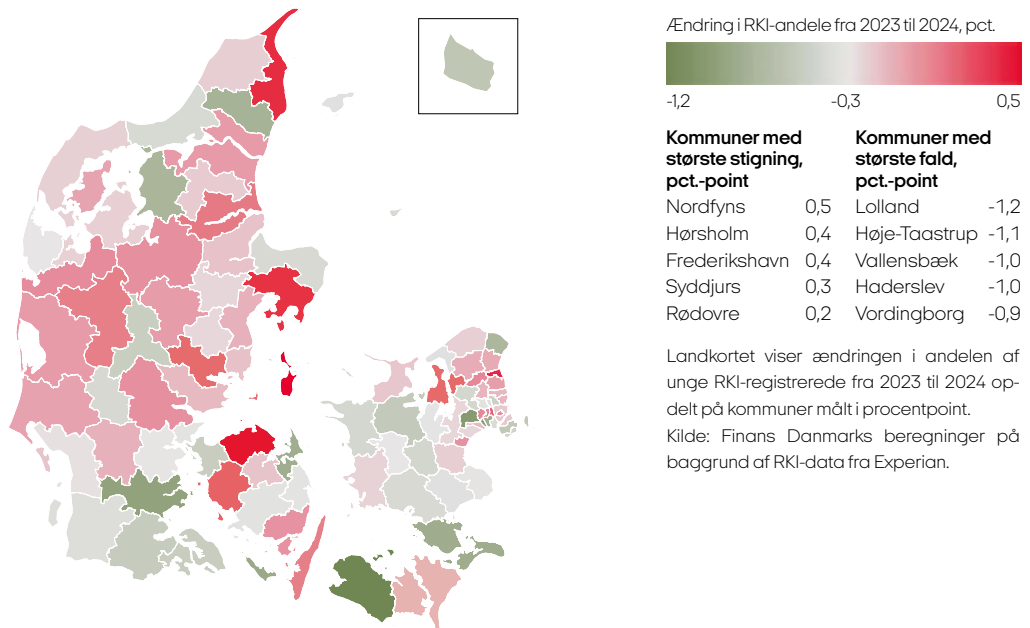 Ændring i RKI-andele fra 2023 til 2024, pct.
-1,2 -0,3 0,5
Kommuner med
største stigning,
pct.-point
Nordfyns 0,5
Hørsholm 0,4
Frederikshavn 0,4
Syddjurs 0,3
Rødovre 0,2
Kommuner med
største fald,
pct.-point
Lolland -1,2
Høje-Taastrup -1,1
Vallensbæk -1,0
Haderslev -1,0
Vordingborg -0,9
Landkortet viser ændringen i andelen af
unge RKI-registrerede fra 2023 til 2024 op-
delt på kommuner målt i procentpoint.
Kilde: Finans Danmarks beregninger på
baggrund af RKI-data fra Experian.